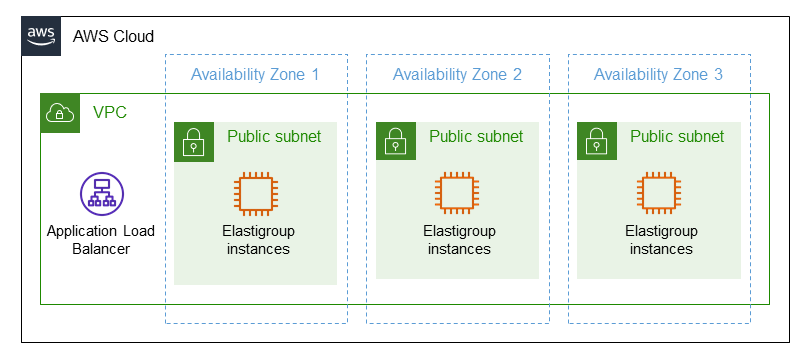 aws
AWS Cloud
Availability Zone 1
Availability Zone 2
Availability Zone 3
VPC
Public subnet
Public subnet
Public subnet
Application Load
Balancer
Elastigroup
instances
Elastigroup
instances
Elastigroup
instances